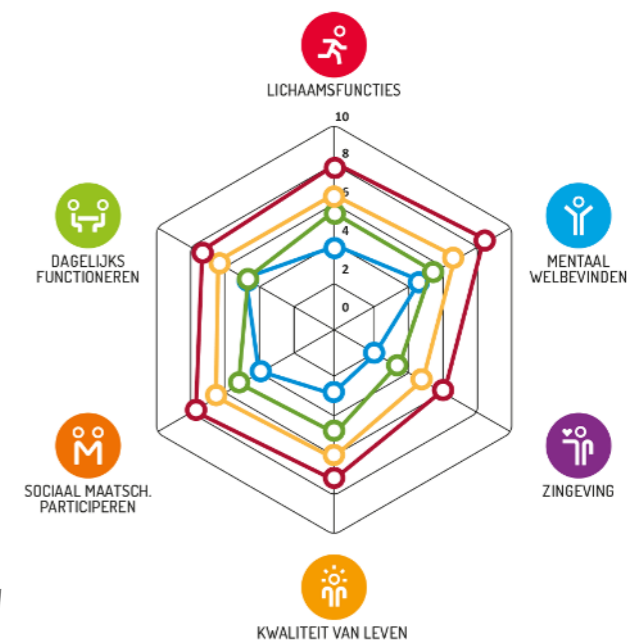 LICHAAMSFUNCTIES
10
8
6
4
2
0
DAGELIJKS
FUNCTIONEREN
MENTAAL
WELBEVINDEN
SOCIAAL MAATSCH.
PARTICIPEREN
ZINGEVING
KWALITEIT VAN LEVEN